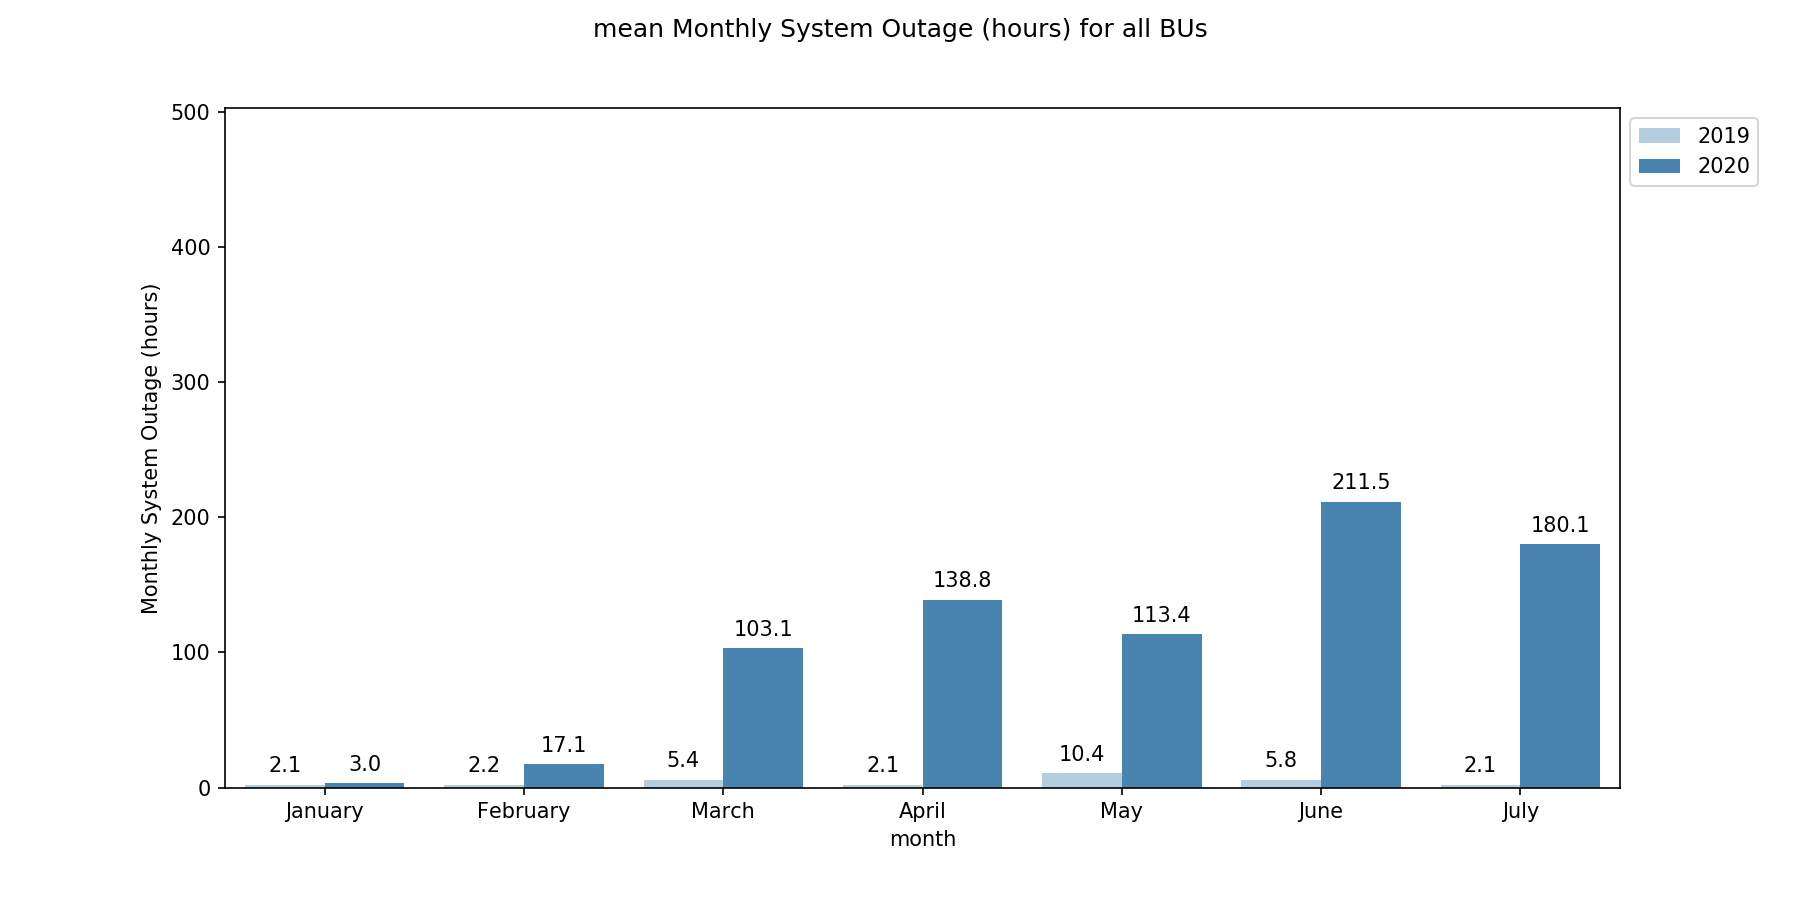 mean Monthly System Outage (hours) for all BUs
500
400
300
200
100
0
Monthly System Outage (hours)
2019
2020
2.1
3.0
2.2
17.1
5.4
103.1
2.1
138.8
10.4
113.4
5.8
211.5
2.1
180.1
January
February
March
April
May
June
July
month